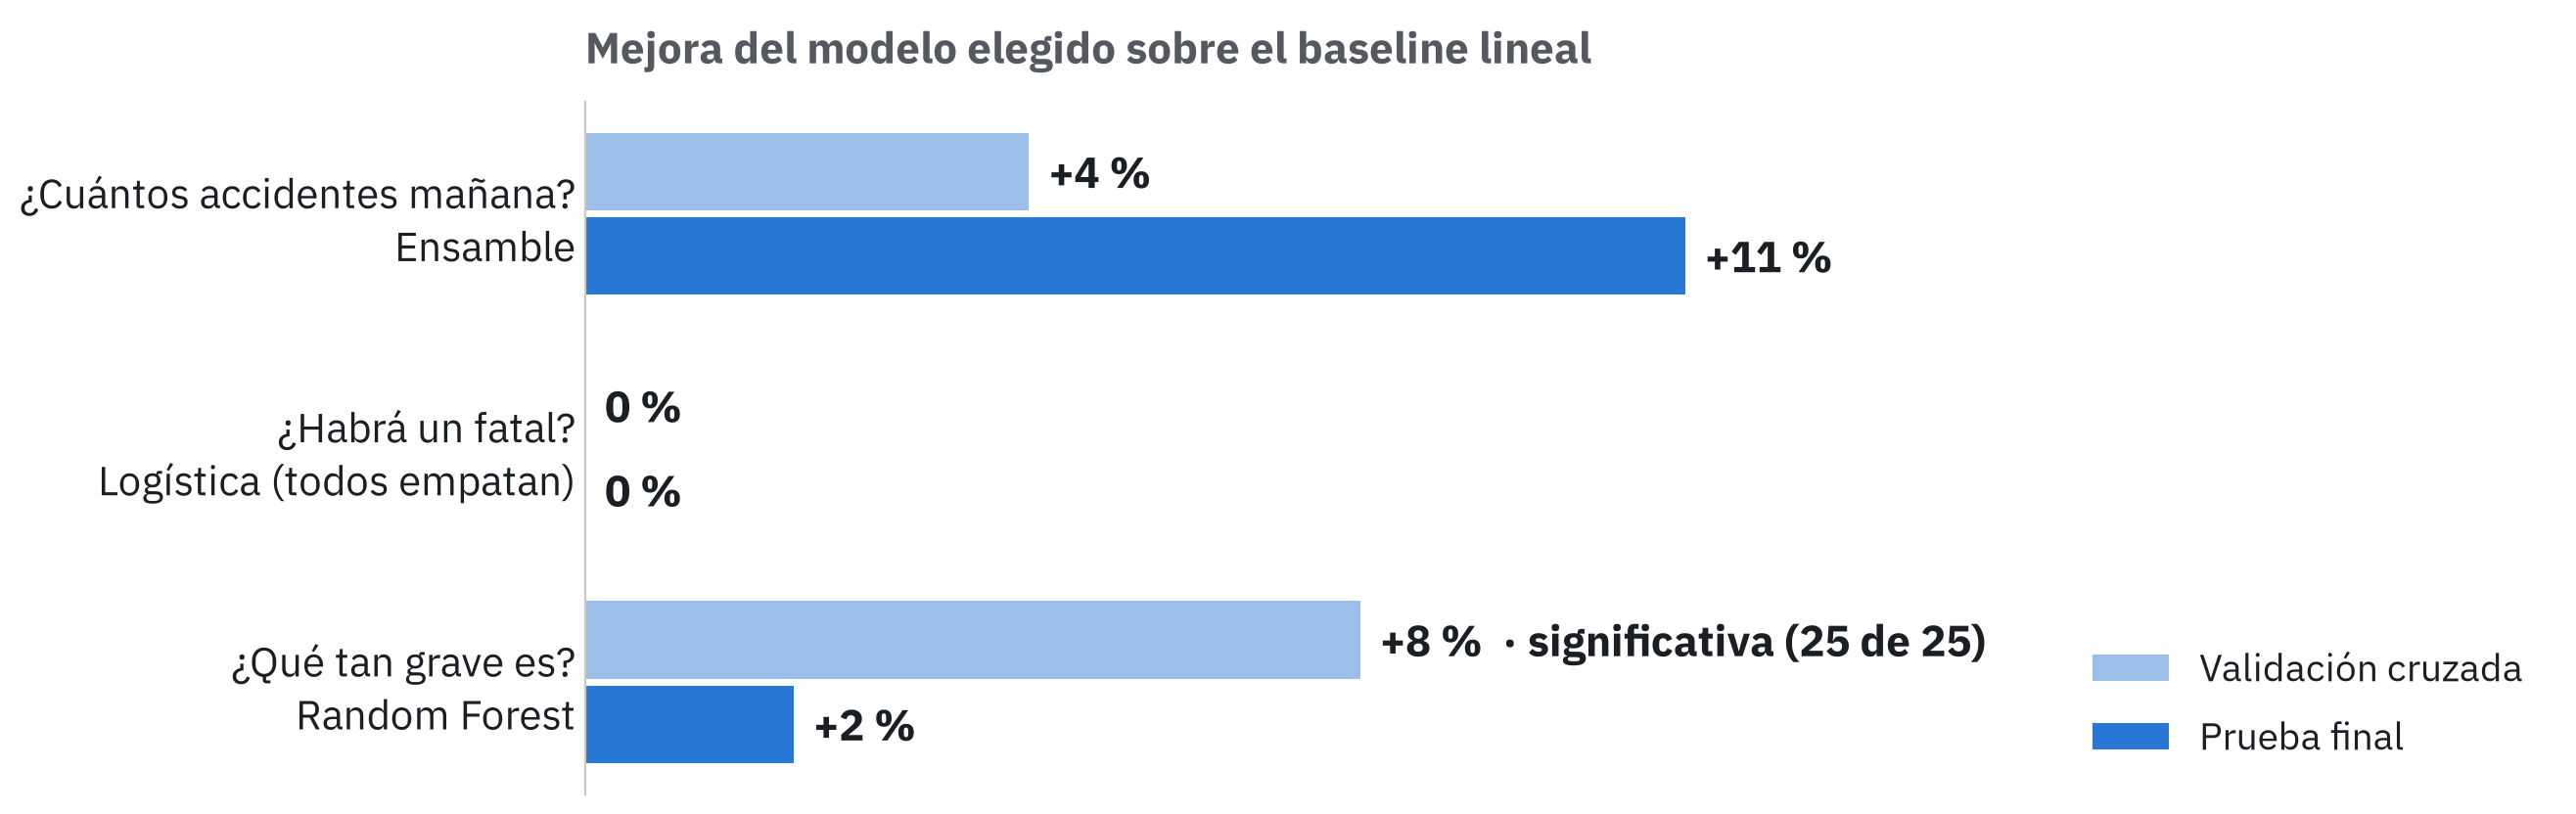 Mejora del modelo elegido sobre el baseline lineal
¿Cuántos accidentes mañana?
Ensamble
+4 %
+11 %
¿Habrá un fatal?
Logística (todos empatan)
0 %
0 %
¿Qué tan grave es?
Random Forest
+8 % · significativa (25 de 25)
+2 %
Validación cruzada
Prueba final